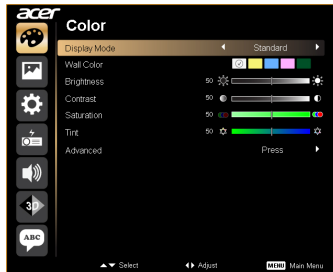 acer
Color
Display Mode Standard
Wall Color
Brightness 50
Contrast 50
Saturation 50
Tint 50
Advanced Press
3D
ABC
Select Adjust MENU Main Menu